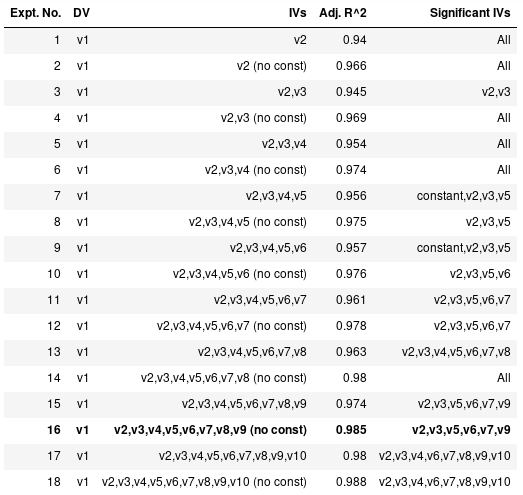 Expt. No. DV IVs Adj. R^2 Significant IVs
1 v1 v2 0.94 All
2 v1 v2 (no const) 0.966 All
3 v1 v2,v3 0.945 v2,v3
4 v1 v2,v3 (no const) 0.969 All
5 v1 v2,v3,v4 0.954 All
6 v1 v2,v3,v4 (no const) 0.974 All
7 v1 v2,v3,v4,v5 0.956 constant,v2,v3,v5
8 v1 v2,v3,v4,v5 (no const) 0.975 v2,v3,v5
9 v1 v2,v3,v4,v5,v6 0.957 constant,v2,v3,v5
10 v1 v2,v3,v4,v5,v6 (no const) 0.976 v2,v3,v5,v6
11 v1 v2,v3,v4,v5,v6,v7 0.961 v2,v3,v5,v6,v7
12 v1 v2,v3,v4,v5,v6,v7 (no const) 0.978 v2,v3,v5,v6,v7
13 v1 v2,v3,v4,v5,v6,v7,v8 0.963 v2,v3,v4,v5,v6,v7,v8
14 v1 v2,v3,v4,v5,v6,v7,v8 (no const) 0.98 All
15 v1 v2,v3,v4,v5,v6,v7,v8,v9 0.974 v2,v3,v5,v6,v7,v9
16 v1 v2,v3,v4,v5,v6,v7,v8,v9 (no const) 0.985 v2,v3,v5,v6,v7,v9
17 v1 v2,v3,v4,v5,v6,v7,v8,v9,v10 0.98 v2,v3,v4,v6,v7,v8,v9,v10
18 v1 v2,v3,v4,v5,v6,v7,v8,v9,v10 (no const) 0.988 v2,v3,v4,v6,v7,v8,v9,v10